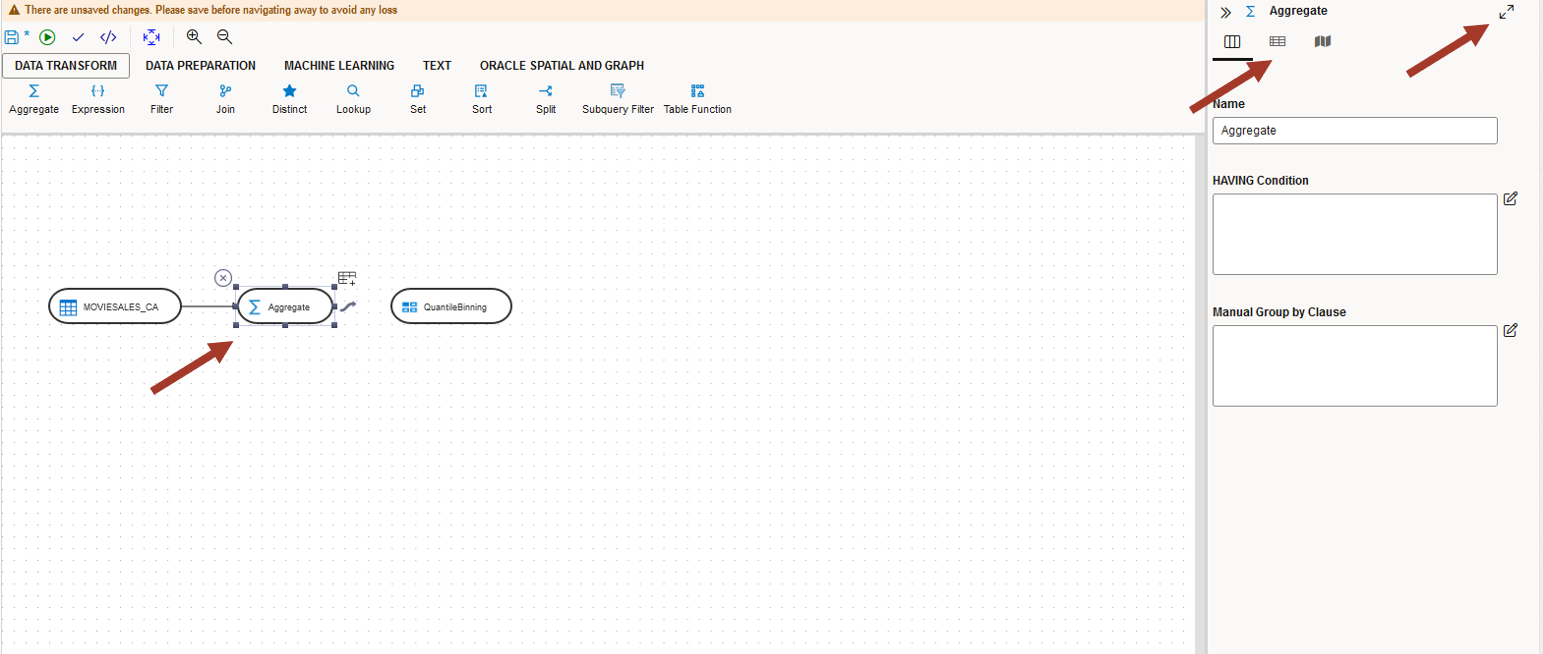 There are unsaved changes. Please save before navigating away to avoid any loss
*
DATA TRANSFORM DATA PREPARATION MACHINE LEARNING TEXT ORACLE SPATIAL AND GRAPH
Aggregate Expression Filter Join Distinct Lookup Set Sort Split Subquery Filter Table Function
MOVIESALES_CA Aggregate QuantileBinning
Aggregate
Name
Aggregate
HAVING Condition
Manual Group by Clause